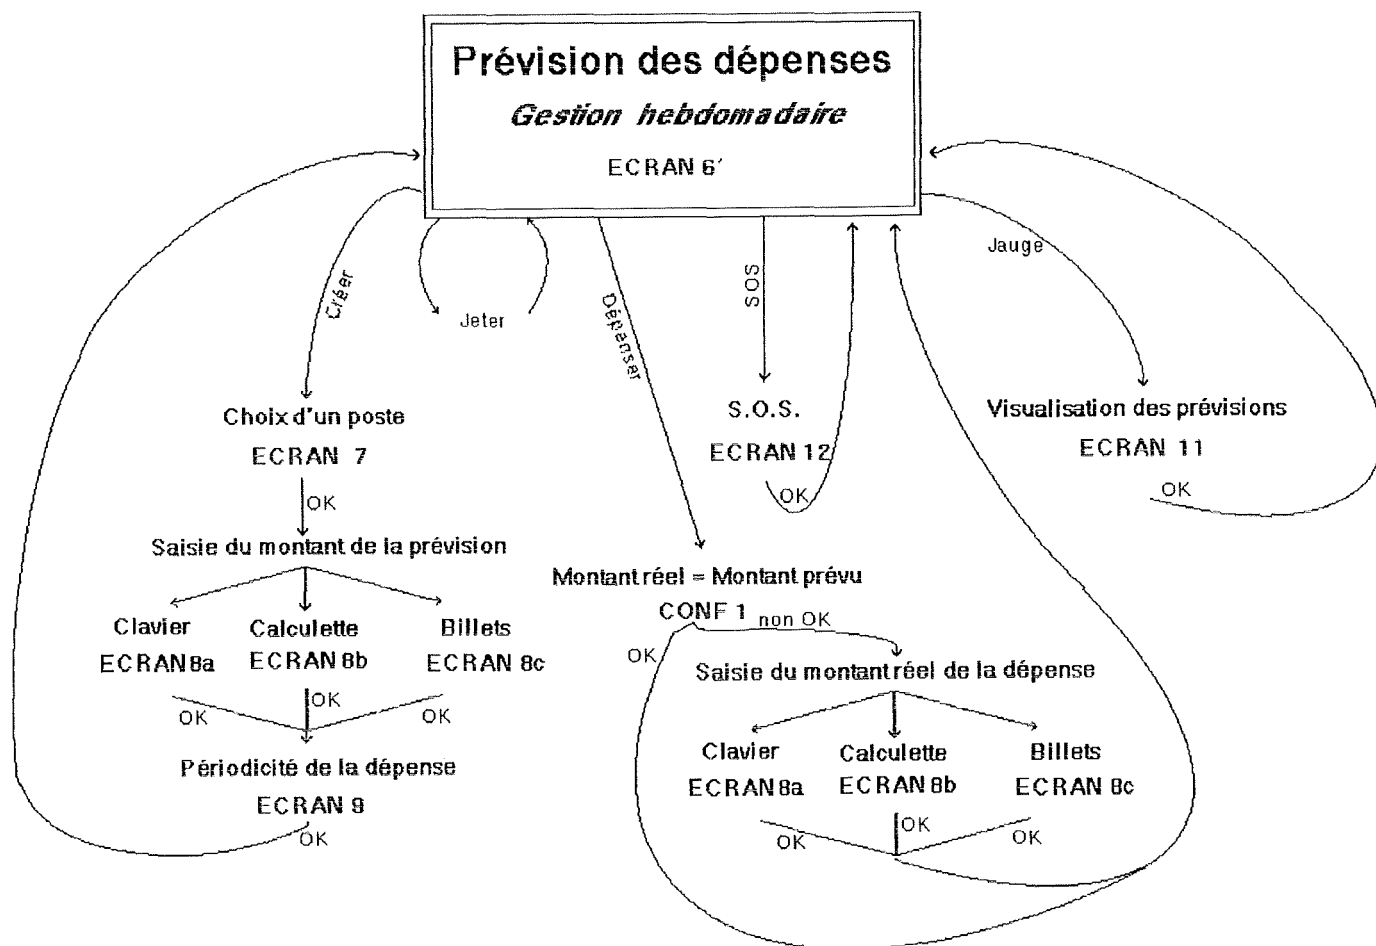 Prévision des dépenses
Gestion hebdomadaire
ECRAN 6'
Créer
Jeter
Dépenser
SOS
Jauge
Choix d'un poste
ECRAN 7
OK
Saisie du montant de la prévision
Clavier
ECRAN 8a
Calculette
ECRAN 8b
Billets
ECRAN 8c
OK
OK
OK
Périodicité de la dépense
ECRAN 9
OK
Montant réel = Montant prévu
CONF 1
non OK
OK
Saisie du montant réel de la dépense
Clavier
ECRAN 8a
Calculette
ECRAN 8b
Billets
ECRAN 8c
OK
OK
OK
S.O.S.
ECRAN 12
OK
Visualisation des prévisions
ECRAN 11
OK